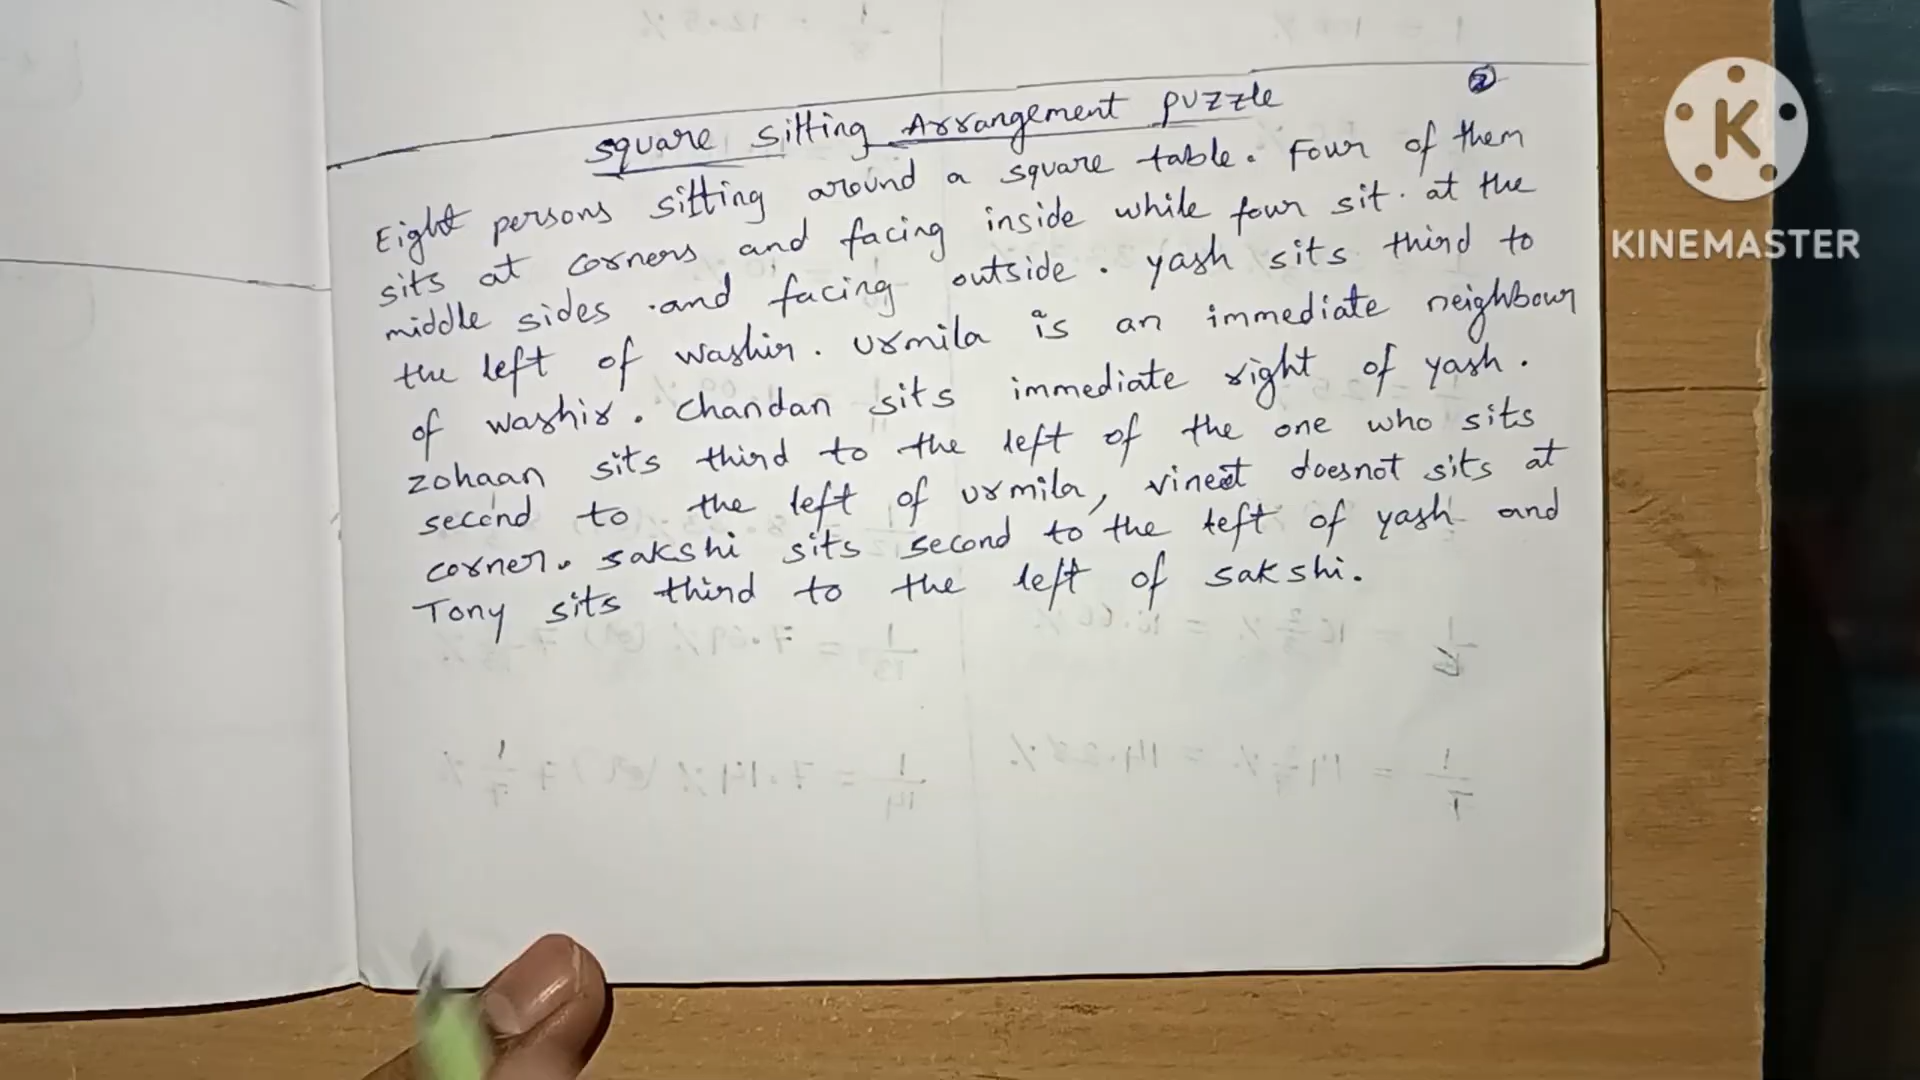 ②
square sitting Arrangement puzzle
Eight persons sitting around a square table. Four of them
sits at corners and facing inside while four sit. at the
middle sides .and facing outside. Yash sits third to
the left of washir. Urmila is an immediate neighbour
of washir. Chandan sits immediate right of yash.
zohaan sits third to the left of the one who sits
second to the left of urmila, vineet doesnot sits at
corner. sakshi sits second to the left of yash and
Tony sits third to the left of sakshi.
K
KINEMASTER